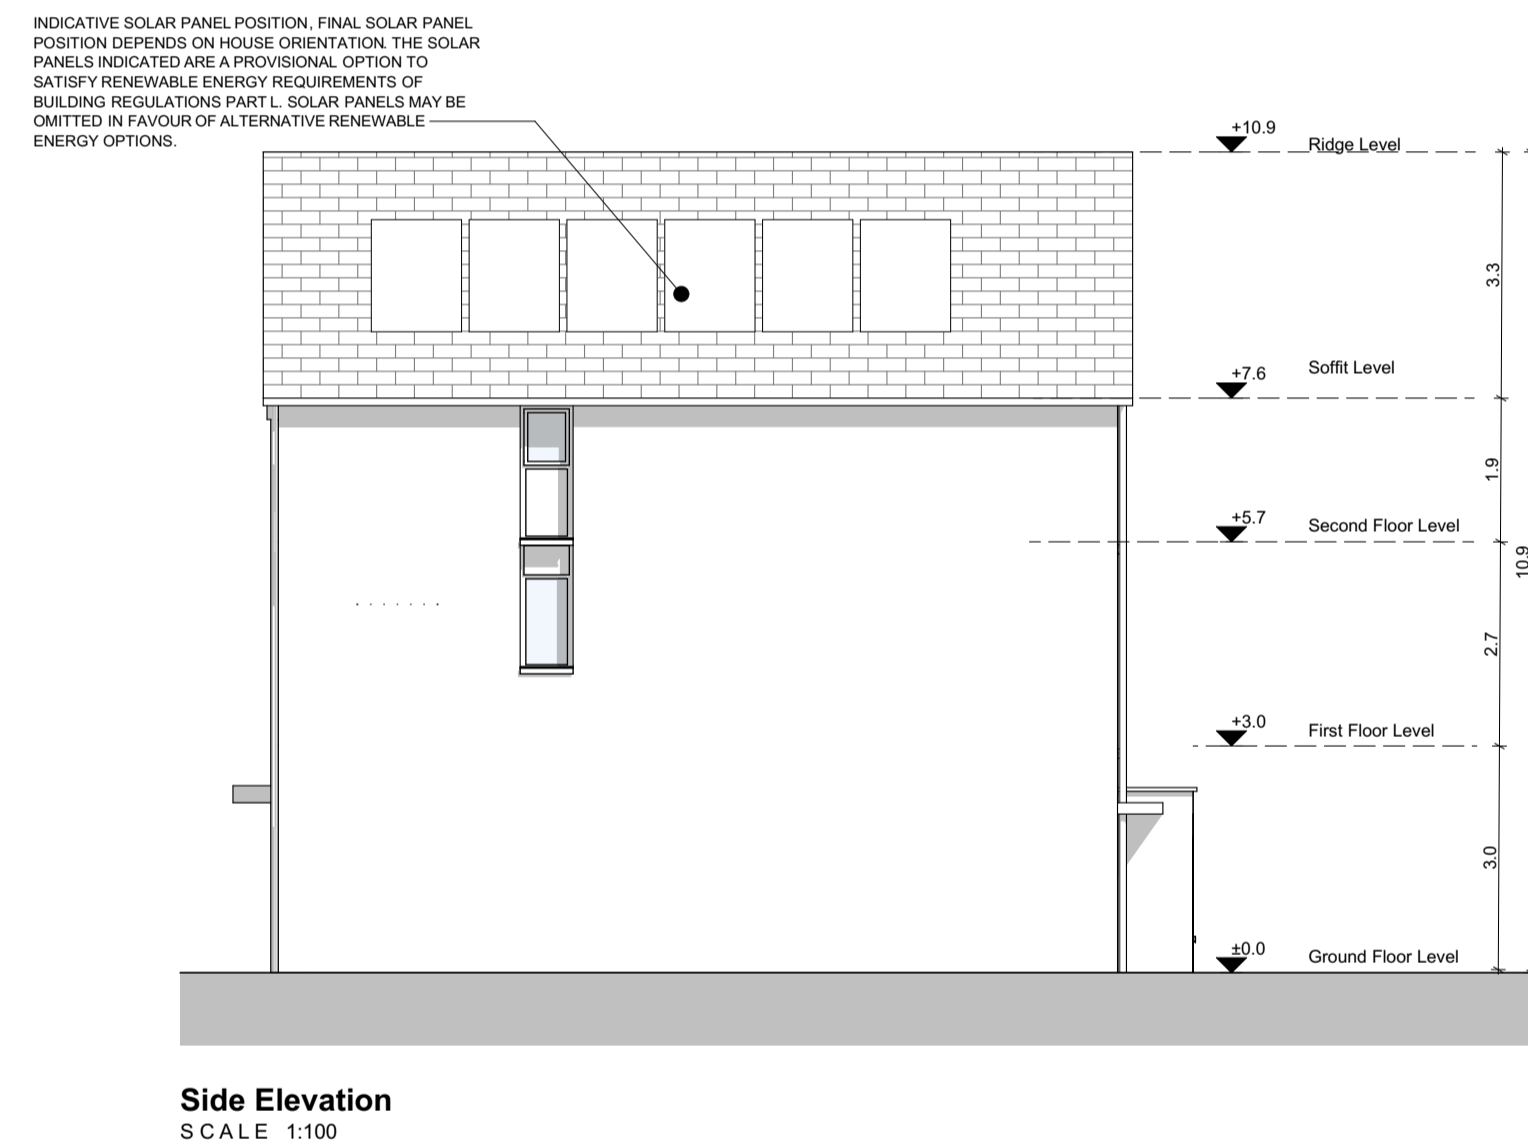 INDICATIVE SOLAR PANEL POSITION, FINAL SOLAR PANEL
POSITION DEPENDS ON HOUSE ORIENTATION. THE SOLAR
PANELS INDICATED ARE A PROVISIONAL OPTION TO
SATISFY RENEWABLE ENERGY REQUIREMENTS OF
BUILDING REGULATIONS PART L. SOLAR PANELS MAY BE
OMITTED IN FAVOUR OF ALTERNATIVE RENEWABLE
ENERGY OPTIONS.
+10.9 Ridge Level
3.3
+7.6 Soffit Level
1.9
+5.7 Second Floor Level
10.9
2.7
+3.0 First Floor Level
3.0
±0.0 Ground Floor Level
Side Elevation
SCALE 1:100